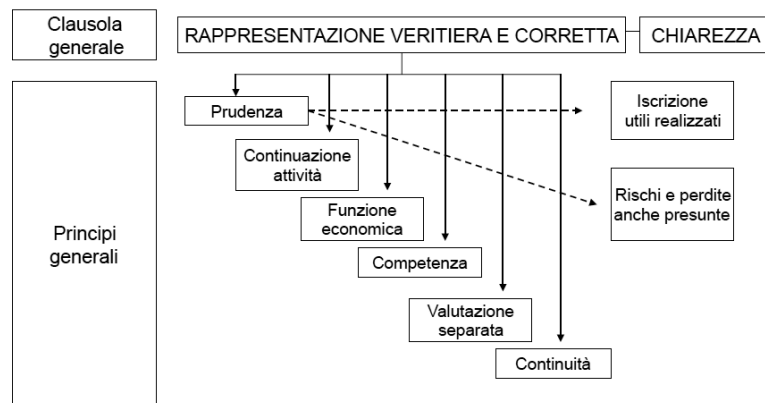 Clausola
generale
RAPPRESENTAZIONE VERITIERA E CORRETTA
CHIAREZZA
Principi
generali
Prudenza
Iscrizione
utili realizzati
Continuazione
attività
Rischi e perdite
anche presunte
Funzione
economica
Competenza
Valutazione
separata
Continuità